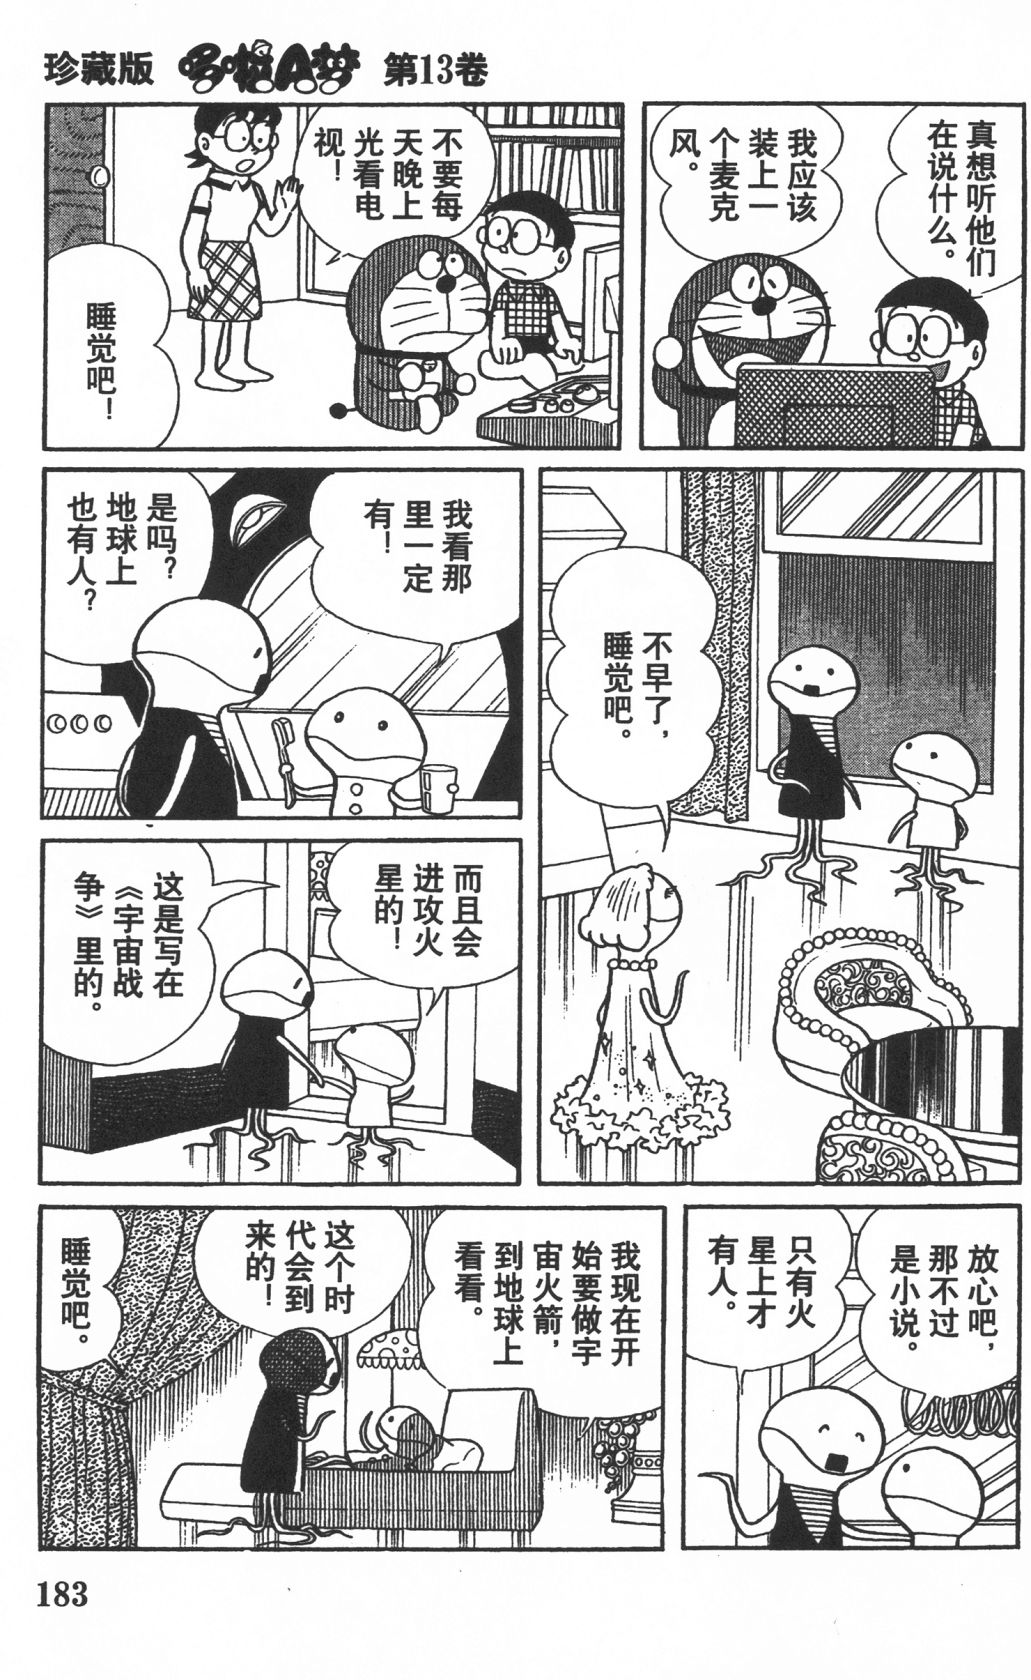 珍藏版 哆啦A梦 第13卷
真想听他们
在说什么。
我应该
装上一
个麦克
风。
不要每
天晚上
光看电
视！
睡觉吧！
不早了，
睡觉吧。
我看那
里一定
有！
是吗？
地球上
也有人？
而且会
进攻火
星的！
这是写在
《宇宙战
争》里的。
放心吧，
那不过
是小说。
只有火
星上才
有人。
我现在开
始要做宇
宙火箭，
到地球上
看看。
这个时
代会到
来的！
睡觉吧。
183